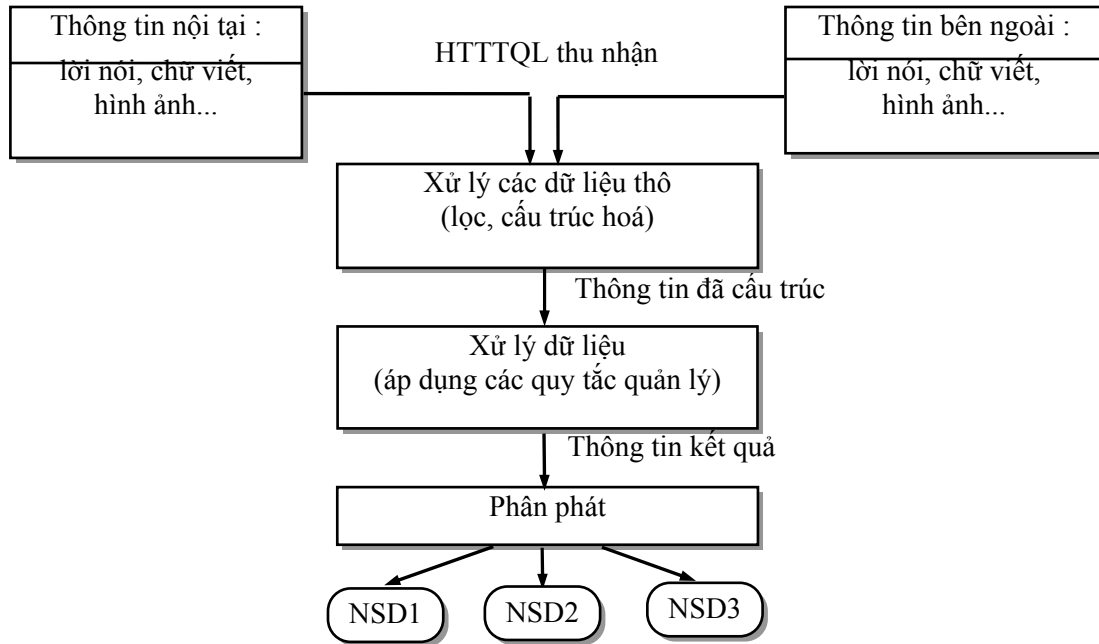 Thông tin nội tại :
lời nói, chữ viết,
hình ảnh...
HTTTQL thu nhận
Thông tin bên ngoài :
lời nói, chữ viết,
hình ảnh...
Xử lý các dữ liệu thô
(lọc, cấu trúc hoá)
Thông tin đã cấu trúc
Xử lý dữ liệu
(áp dụng các quy tắc quản lý)
Thông tin kết quả
Phân phát
NSD1
NSD2
NSD3